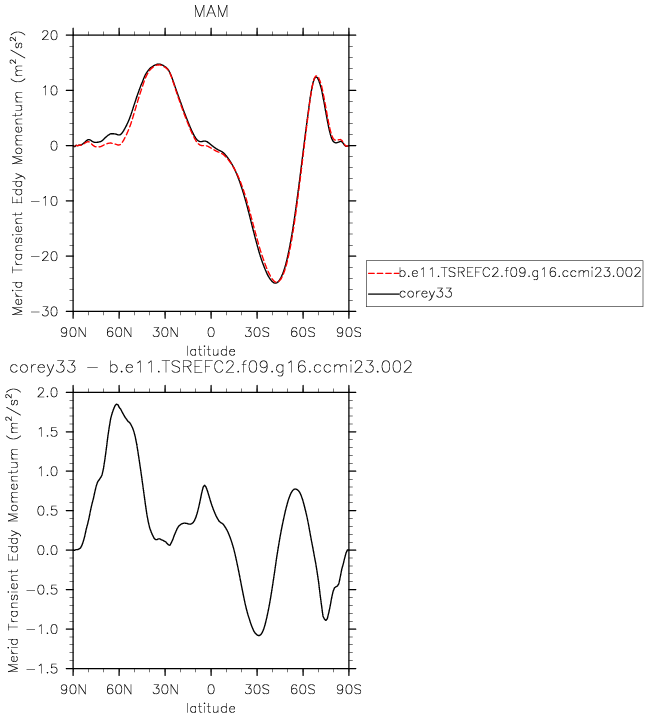 MAM
Merid Transient Eddy Momentum (m²/s²)
20
10
0
−10
−20
−30
90N 60N 30N 0 30S 60S 90S
latitude
b.e11.TSREFC2.f09.g16.ccmi23.002
corey33
corey33 − b.e11.TSREFC2.f09.g16.ccmi23.002
Merid Transient Eddy Momentum (m²/s²)
2.0
1.5
1.0
0.5
0.0
−0.5
−1.0
−1.5
90N 60N 30N 0 30S 60S 90S
latitude